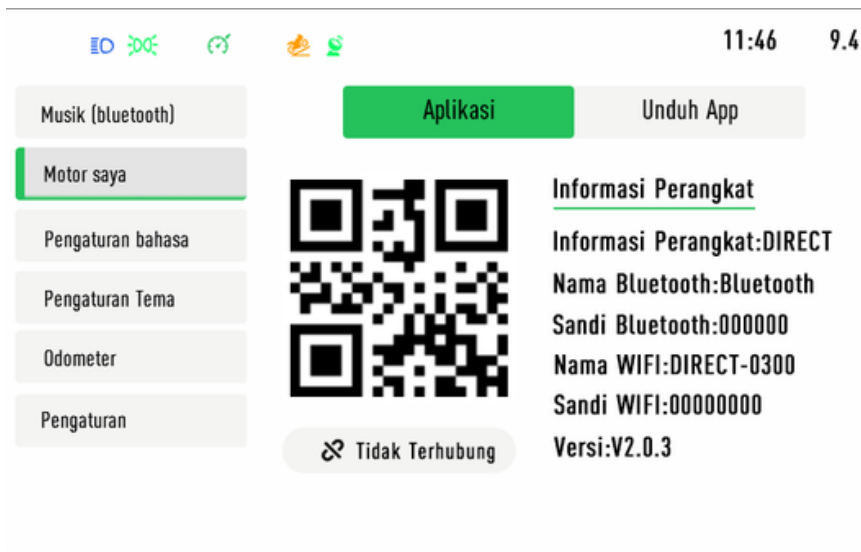 11:46 9.4
Musik (bluetooth)
Motor saya
Pengaturan bahasa
Pengaturan Tema
Odometer
Pengaturan
Aplikasi
Unduh App
Tidak Terhubung
Informasi Perangkat
Informasi Perangkat:DIRECT
Nama Bluetooth:Bluetooth
Sandi Bluetooth:000000
Nama WIFI:DIRECT-0300
Sandi WIFI:00000000
Versi:V2.0.3